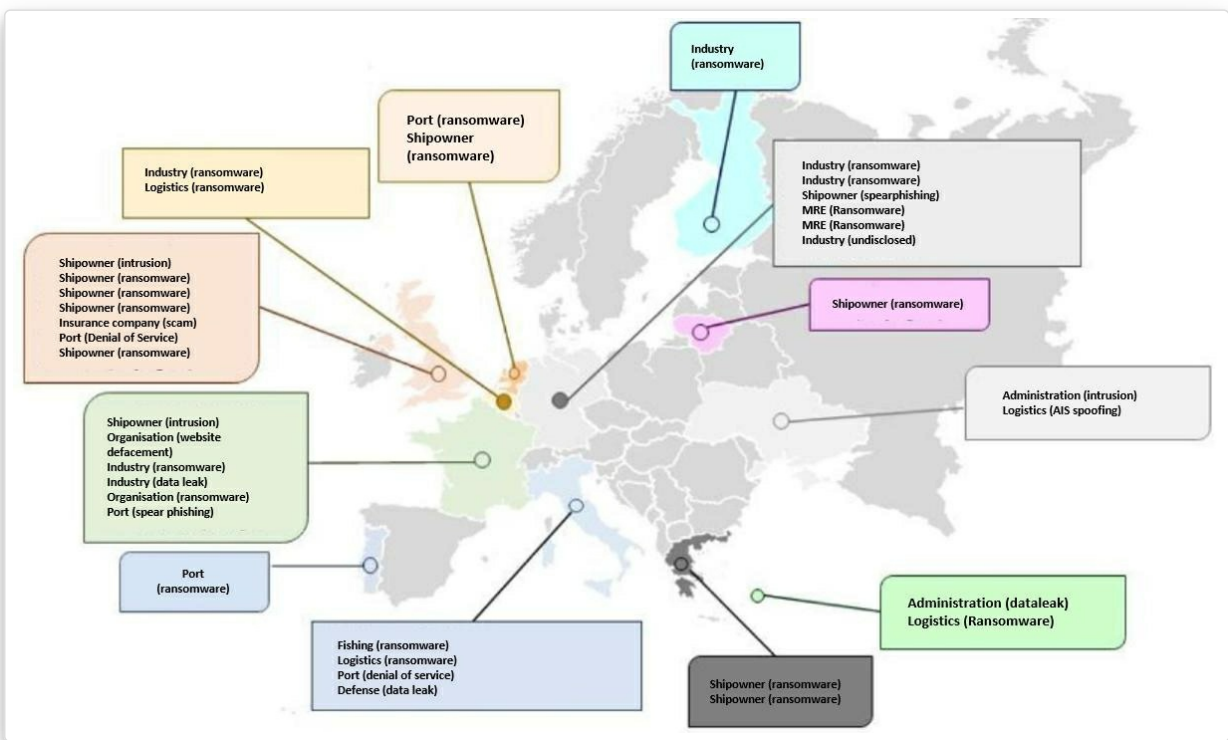 Industry
(ransomware)
Port (ransomware)
Shipowner
(ransomware)
Industry (ransomware)
Logistics (ransomware)
Industry (ransomware)
Industry (ransomware)
Shipowner (spearphishing)
MRE (Ransomware)
MRE (Ransomware)
Industry (undisclosed)
Shipowner (intrusion)
Shipowner (ransomware)
Shipowner (ransomware)
Shipowner (ransomware)
Insurance company (scam)
Port (Denial of Service)
Shipowner (ransomware)
Shipowner (ransomware)
Administration (intrusion)
Logistics (AIS spoofing)
Shipowner (intrusion)
Organisation (website
defacement)
Industry (ransomware)
Industry (data leak)
Organisation (ransomware)
Port (spear phishing)
Port
(ransomware)
Administration (dataleak)
Logistics (Ransomware)
Fishing (ransomware)
Logistics (ransomware)
Port (denial of service)
Defense (data leak)
Shipowner (ransomware)
Shipowner (ransomware)